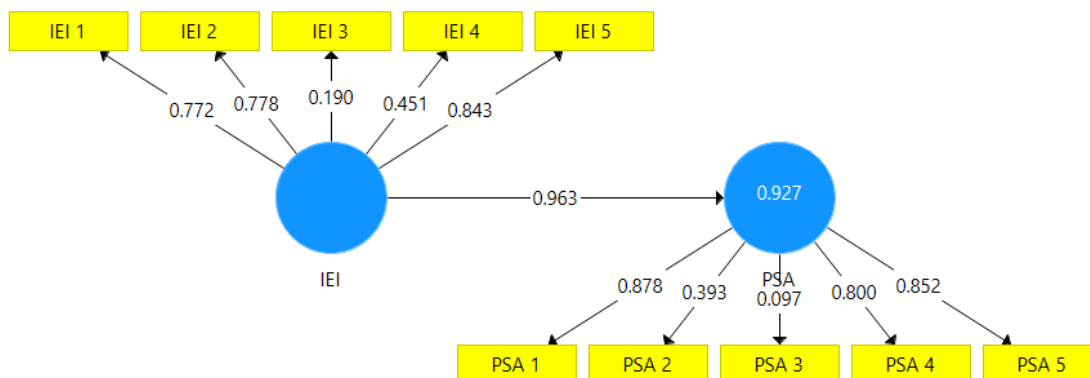 IEI 1 IEI 2 IEI 3 IEI 4 IEI 5
0.772 0.778 0.190 0.451 0.843
0.963 0.927
IEI
PSA
0.878 0.393 0.097 0.800 0.852
PSA 1 PSA 2 PSA 3 PSA 4 PSA 5